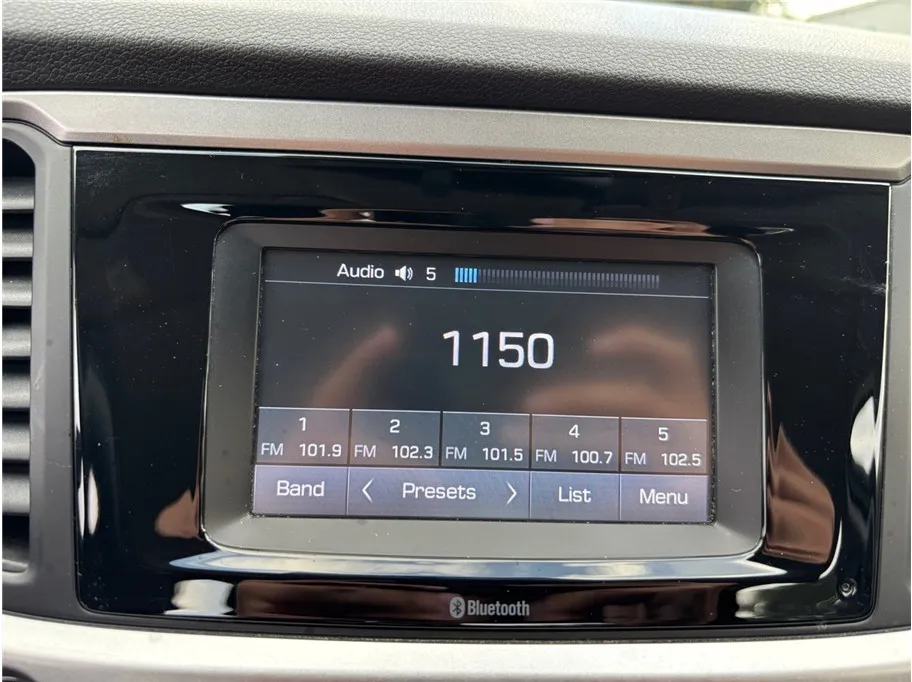 Audio 5
1150
1 2 3 4 5
FM 101.9 FM 102.3 FM 101.5 FM 100.7 FM 102.5
Band < Presets > List Menu
Bluetooth